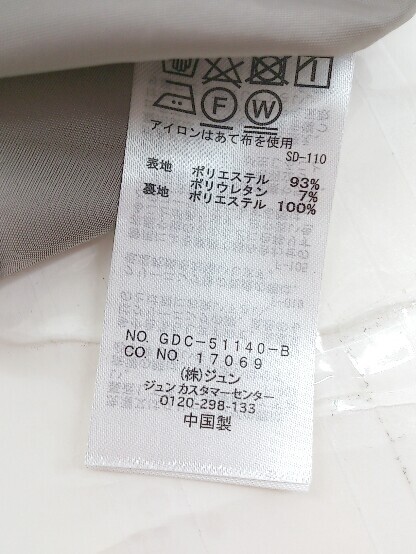 F W
アイロンはあて布を使用
SD-110
表地 ポリエステル 93%
ポリウレタン 7%
裏地 ポリエステル 100%
NO. GDC-51140-B
CO. NO. 17069
(株)ジュン
ジュン カスタマーセンター
0120-298-133
中国製